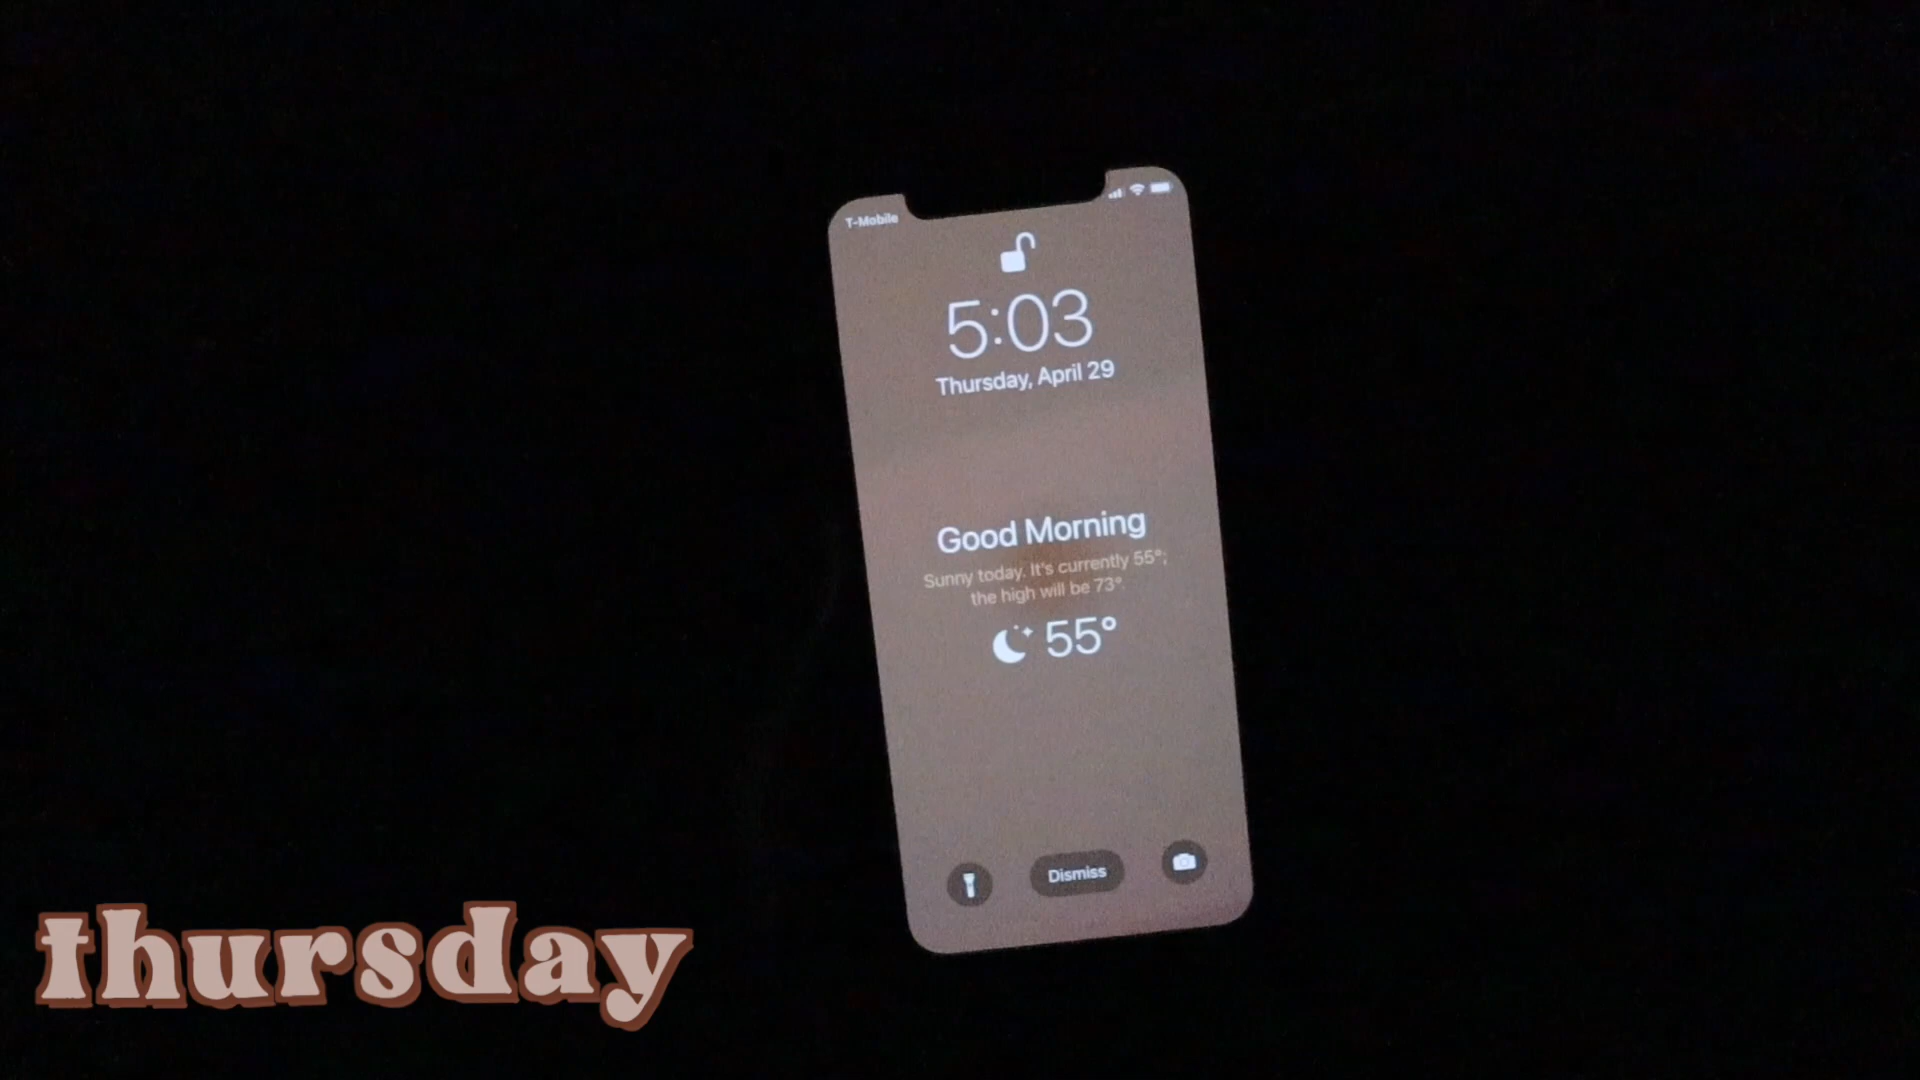 T-Mobile
5:03
Thursday, April 29
Good Morning
Sunny today. It's currently 55°;
the high will be 73°.
55°
Dismiss
thursday